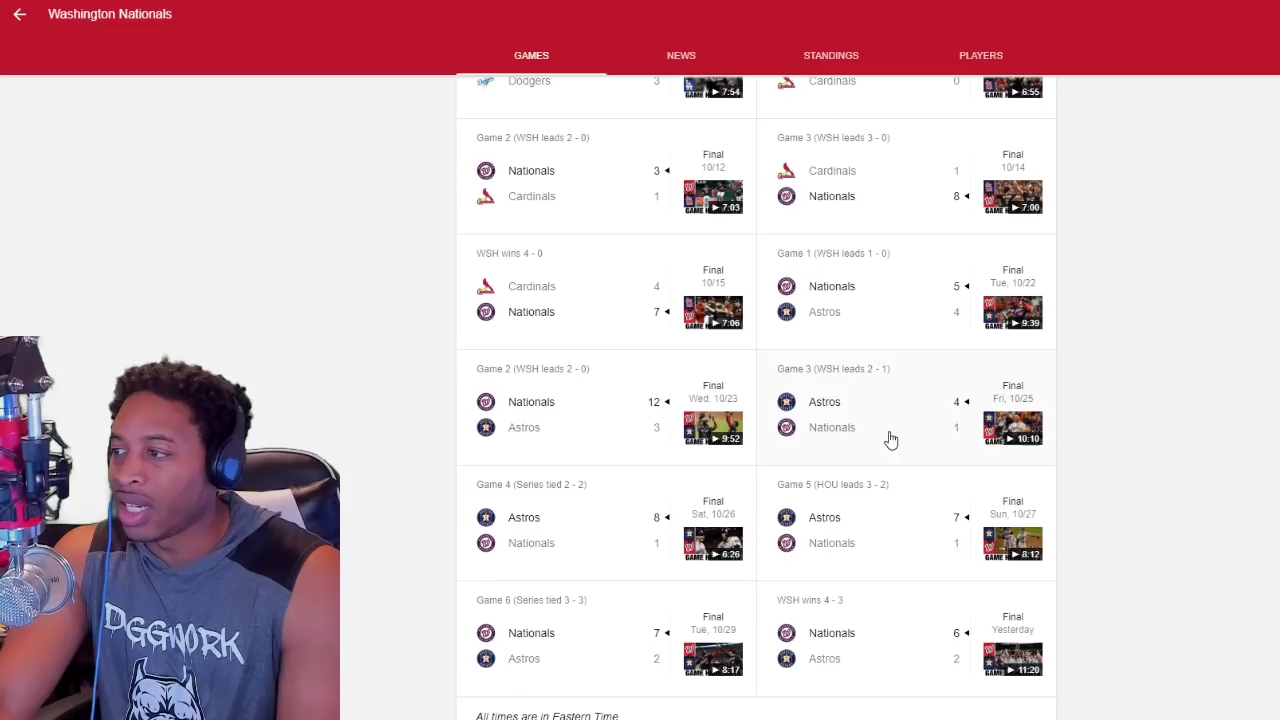 Washington Nationals
GAMES NEWS STANDINGS PLAYERS
Dodgers 3 7:54
Cardinals 0 6:55
Game 2 (WSH leads 2 - 0)
Final
10/12
Nationals 3
Cardinals 1
7:03
Game 3 (WSH leads 3 - 0)
Final
10/14
Cardinals 1
Nationals 8
7:00
WSH wins 4 - 0
Final
10/15
Cardinals 4
Nationals 7
7:06
Game 1 (WSH leads 1 - 0)
Final
Tue, 10/22
Nationals 5
Astros 4
9:39
Game 2 (WSH leads 2 - 0)
Final
Wed, 10/23
Nationals 12
Astros 3
9:52
Game 3 (WSH leads 2 - 1)
Final
Fri, 10/25
Astros 4
Nationals 1
10:10
Game 4 (Series tied 2 - 2)
Final
Sat, 10/26
Astros 8
Nationals 1
6:26
Game 5 (HOU leads 3 - 2)
Final
Sun, 10/27
Astros 7
Nationals 1
8:12
Game 6 (Series tied 3 - 3)
Final
Tue, 10/29
Nationals 7
Astros 2
8:17
WSH wins 4 - 3
Final
Yesterday
Nationals 6
Astros 2
11:20
All times are in Eastern Time
DGGWORK